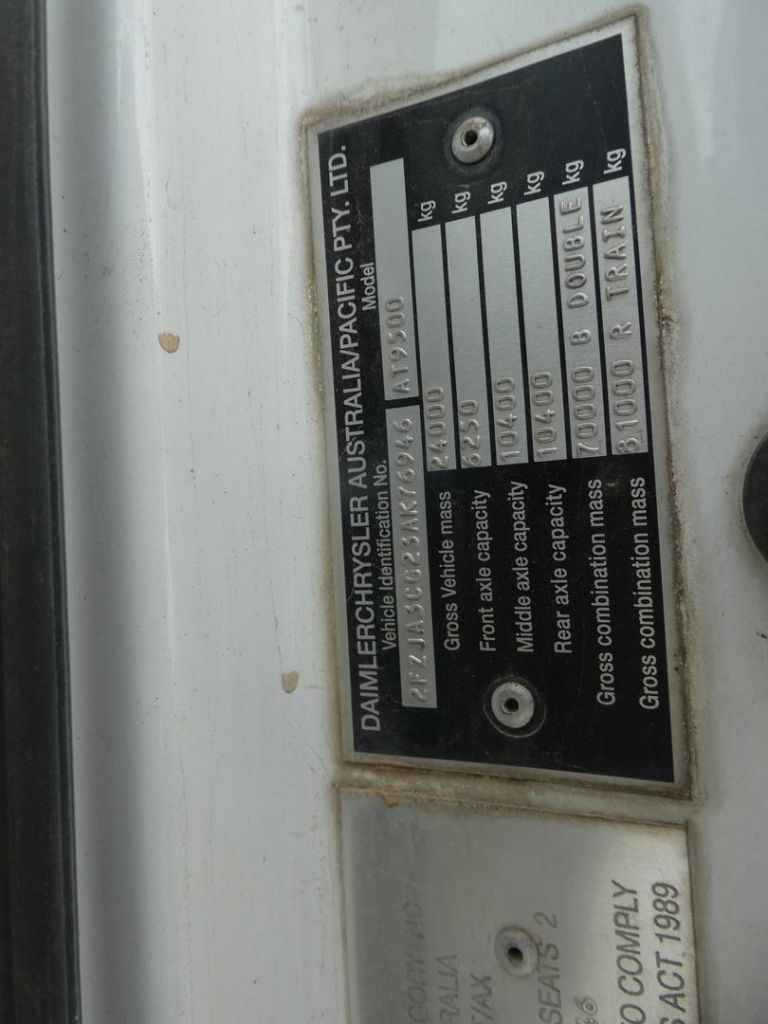 DAIMLERCHRYSLER AUSTRALIA/PACIFIC PTY. LTD.
Vehicle Identification No. Model
2FZJA3CG23AK76946 AT9500
Gross Vehicle mass 24000 kg
Front axle capacity 6250 kg
Middle axle capacity 10400 kg
Rear axle capacity 10400 kg
Gross combination mass 70000 B DOUBLE kg
Gross combination mass 81000 R TRAIN kg
SEATS 2
COMPLY
ACT 1989